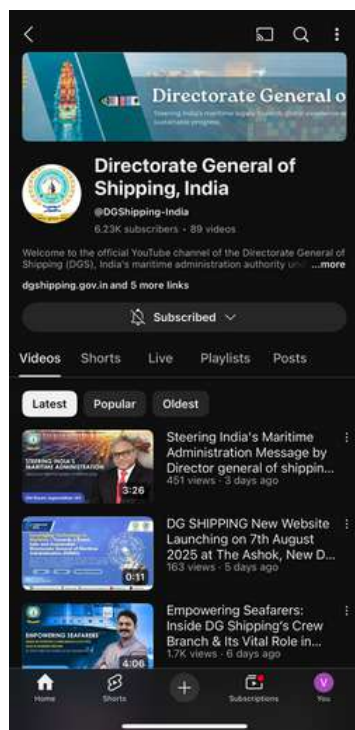 Directorate General o
Directorate General of
Shipping, India
@DGShipping-India
6.23K subscribers • 89 videos
Welcome to the official YouTube channel of the Directorate General of
Shipping (DGS), India's maritime administration authority und ...more
dgshipping.gov.in and 5 more links
Subscribed
Videos Shorts Live Playlists Posts
Latest Popular Oldest
STEERING INDIA'S
MARITIME ADMINISTRATION
3:26
Steering India's Maritime
Administration Message by
Director general of shippin...
451 views • 3 days ago
0:11
DG SHIPPING New Website
Launching on 7th August
2025 at The Ashok, New D...
163 views • 5 days ago
EMPOWERING SEAFARERS
4:06
Empowering Seafarers:
Inside DG Shipping's Crew
Branch & Its Vital Role in...
1.7K views • 6 days ago
Home Shorts Subscriptions You
V